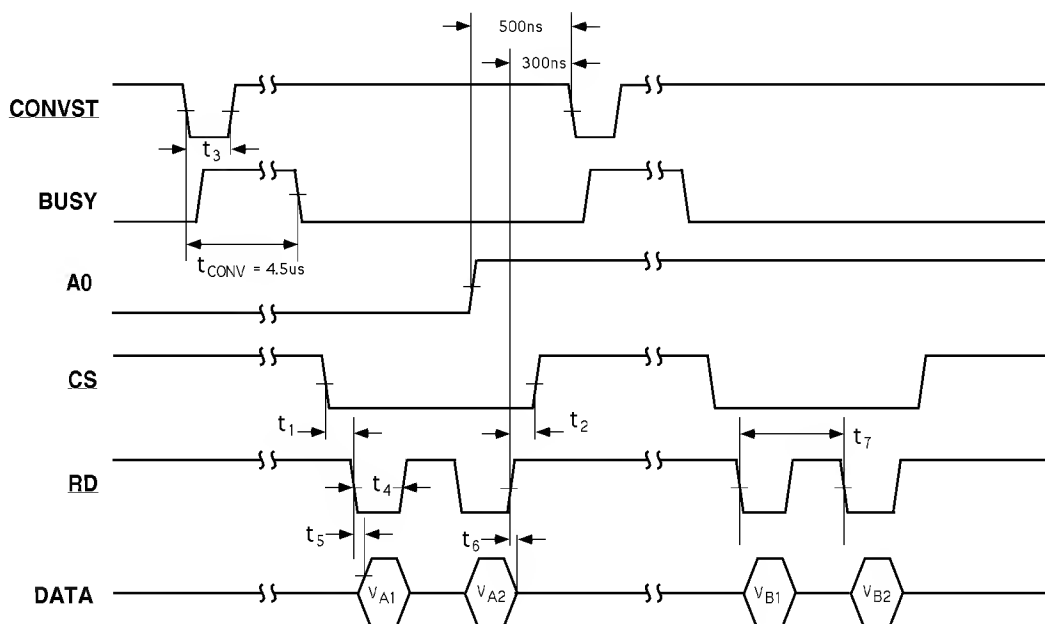 500ns
300ns
CONVST
t3
BUSY
tCONV = 4.5us
A0
CS
t1
t2
t7
RD
t4
t5
t6
DATA
VA1
VA2
VB1
VB2